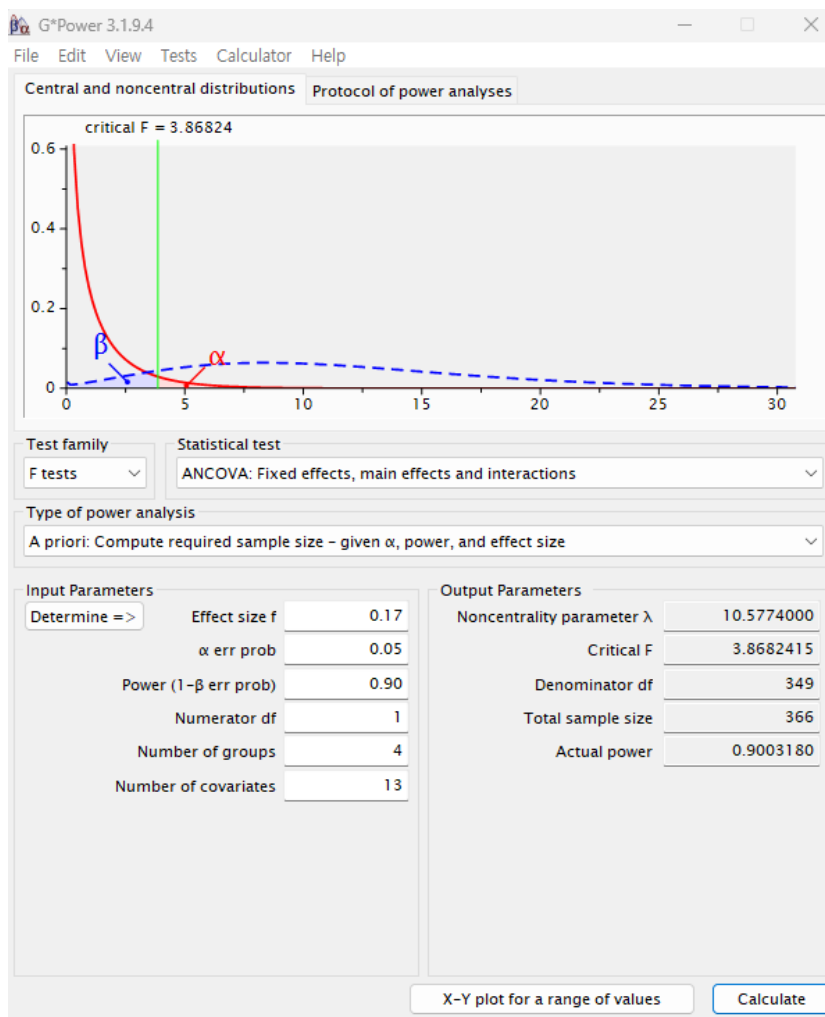 βα G*Power 3.1.9.4
File Edit View Tests Calculator Help
Central and noncentral distributions Protocol of power analyses
critical F = 3.86824
0.6
0.4
0.2
β
α
0
0 5 10 15 20 25 30
Test family
Statistical test
F tests
ANCOVA: Fixed effects, main effects and interactions
Type of power analysis
A priori: Compute required sample size - given α, power, and effect size
Input Parameters
Output Parameters
Determine =>
Effect size f 0.17
Noncentrality parameter λ 10.5774000
α err prob 0.05
Critical F 3.8682415
Power (1-β err prob) 0.90
Denominator df 349
Numerator df 1
Total sample size 366
Number of groups 4
Actual power 0.9003180
Number of covariates 13
X-Y plot for a range of values
Calculate